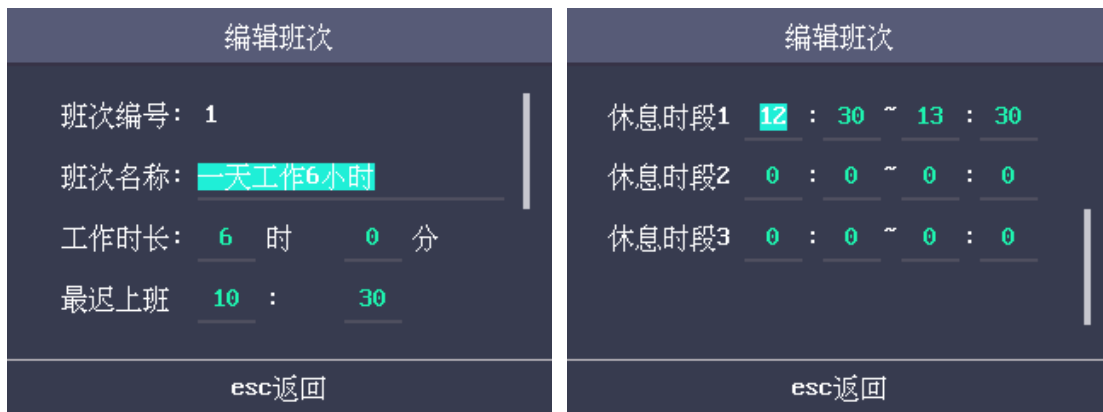 编辑班次
班次编号： 1
班次名称： 一天工作6小时
工作时长： 6 时 0 分
最迟上班 10 : 30
esc返回
编辑班次
休息时段1 12 : 30 ~ 13 : 30
休息时段2 0 : 0 ~ 0 : 0
休息时段3 0 : 0 ~ 0 : 0
esc返回